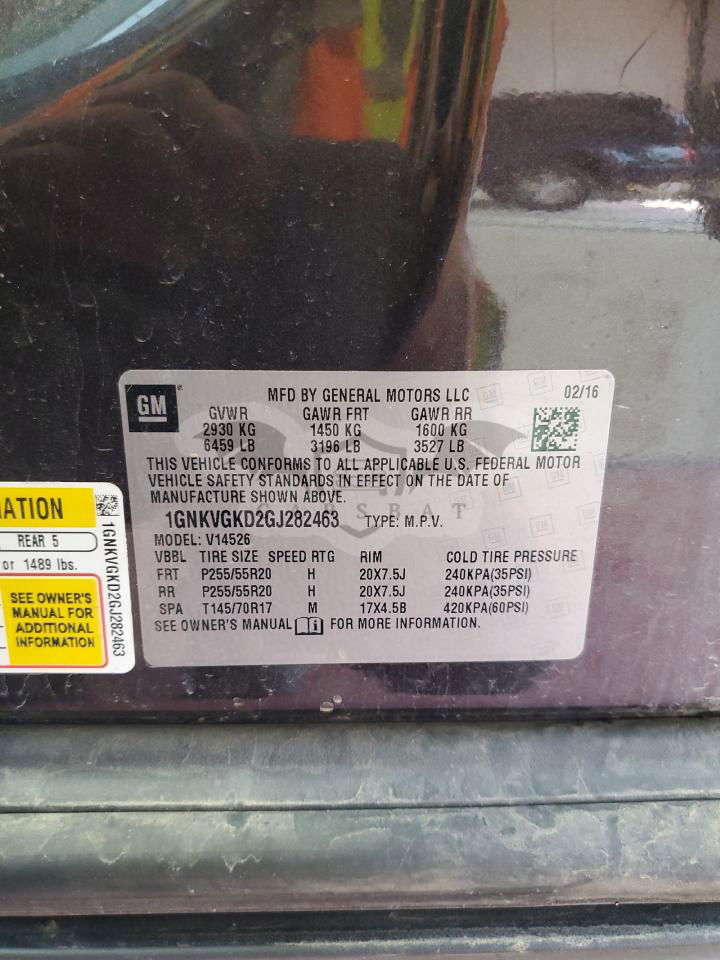 GM
MFD BY GENERAL MOTORS LLC 02/16
GVWR GAWR FRT GAWR RR
2930 KG 1450 KG 1600 KG
6459 LB 3196 LB 3527 LB
THIS VEHICLE CONFORMS TO ALL APPLICABLE U.S. FEDERAL MOTOR
VEHICLE SAFETY STANDARDS IN EFFECT ON THE DATE OF
MANUFACTURE SHOWN ABOVE.
CARSBAT
1GNKVGKD2GJ282463 TYPE: M.P.V.
MODEL: V14526
VBBL TIRE SIZE SPEED RTG RIM COLD TIRE PRESSURE
FRT P255/55R20 H 20X7.5J 240KPA(35PSI)
RR P255/55R20 H 20X7.5J 240KPA(35PSI)
SPA T145/70R17 M 17X4.5B 420KPA(60PSI)
SEE OWNER'S MANUAL FOR MORE INFORMATION.
ATION
REAR 5
or 1489 lbs.
SEE OWNER'S
MANUAL FOR
ADDITIONAL
INFORMATION
1GNKVGKD2GJ282463